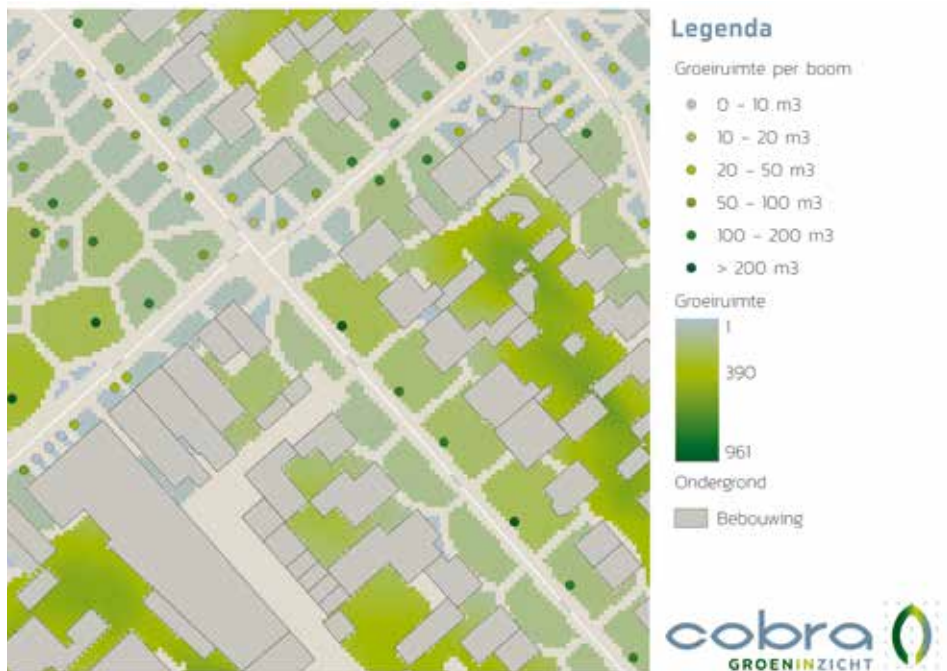 Legenda
Groeiruimte per boom
0 - 10 m3
10 - 20 m3
20 - 50 m3
50 - 100 m3
100 - 200 m3
> 200 m3
Groeiruimte
1
390
961
Ondergrond
Bebouwing
cobra
GROENINZICHT